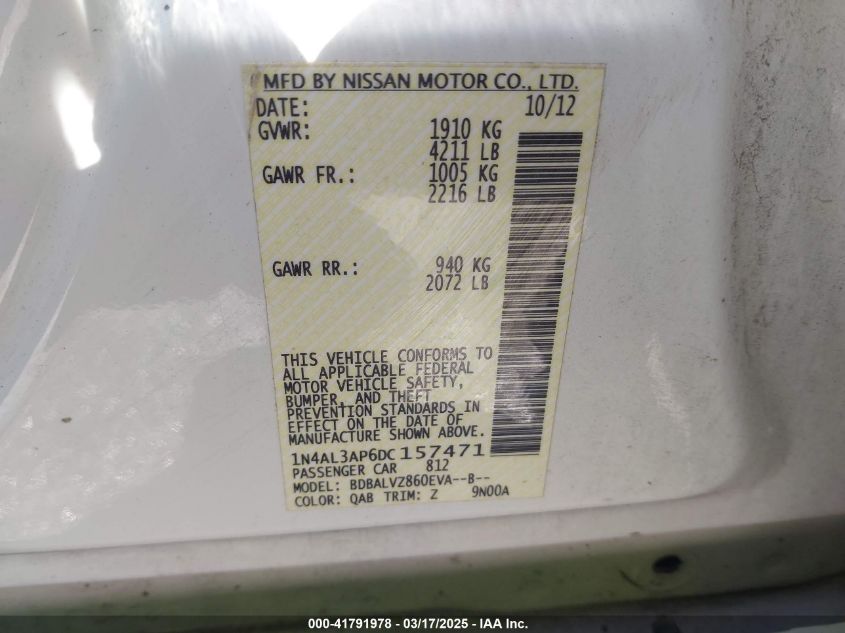 MFD BY NISSAN MOTOR CO., LTD.
DATE: 10/12
GVWR: 1910 KG
4211 LB
GAWR FR.: 1005 KG
2216 LB
GAWR RR.: 940 KG
2072 LB
THIS VEHICLE CONFORMS TO
ALL APPLICABLE FEDERAL
MOTOR VEHICLE SAFETY,
BUMPER, AND THEFT
PREVENTION STANDARDS IN
EFFECT ON THE DATE OF
MANUFACTURE SHOWN ABOVE.
1N4AL3AP6DC157471
PASSENGER CAR 812
MODEL: BDBALVZ860EVA--B--
COLOR: QAB TRIM: Z 9N00A
000-41791978 - 03/17/2025 - IAAI Inc.